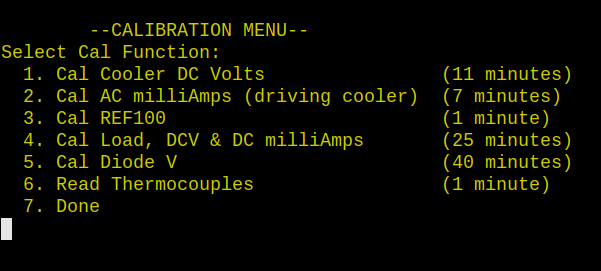 --CALIBRATION MENU--
Select Cal Function:
1. Cal Cooler DC Volts (11 minutes)
2. Cal AC milliAmps (driving cooler) (7 minutes)
3. Cal REF100 (1 minute)
4. Cal Load, DCV & DC milliAmps (25 minutes)
5. Cal Diode V (40 minutes)
6. Read Thermocouples (1 minute)
7. Done